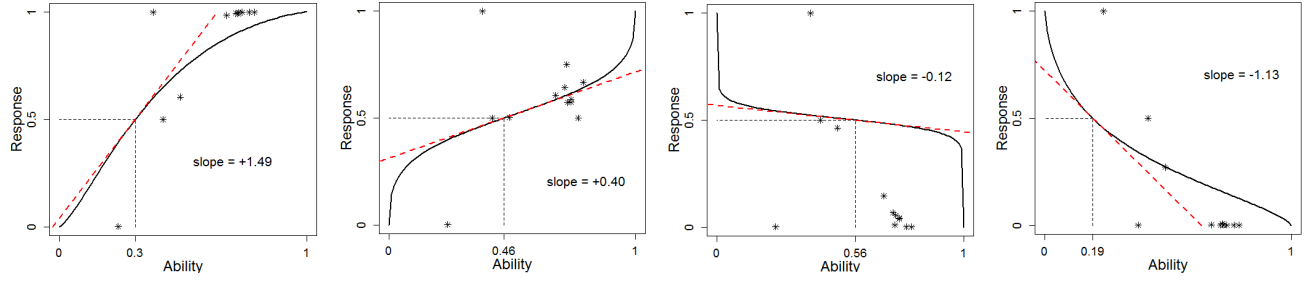 Response
1
0.5
0
slope = +1.49
0
0.3
1
Ability
Response
1
0.5
0
slope = +0.40
0
0.46
1
Ability
Response
1
0.5
0
slope = -0.12
0
0.56
1
Ability
Response
1
0.5
0
slope = -1.13
0
0.19
1
Ability